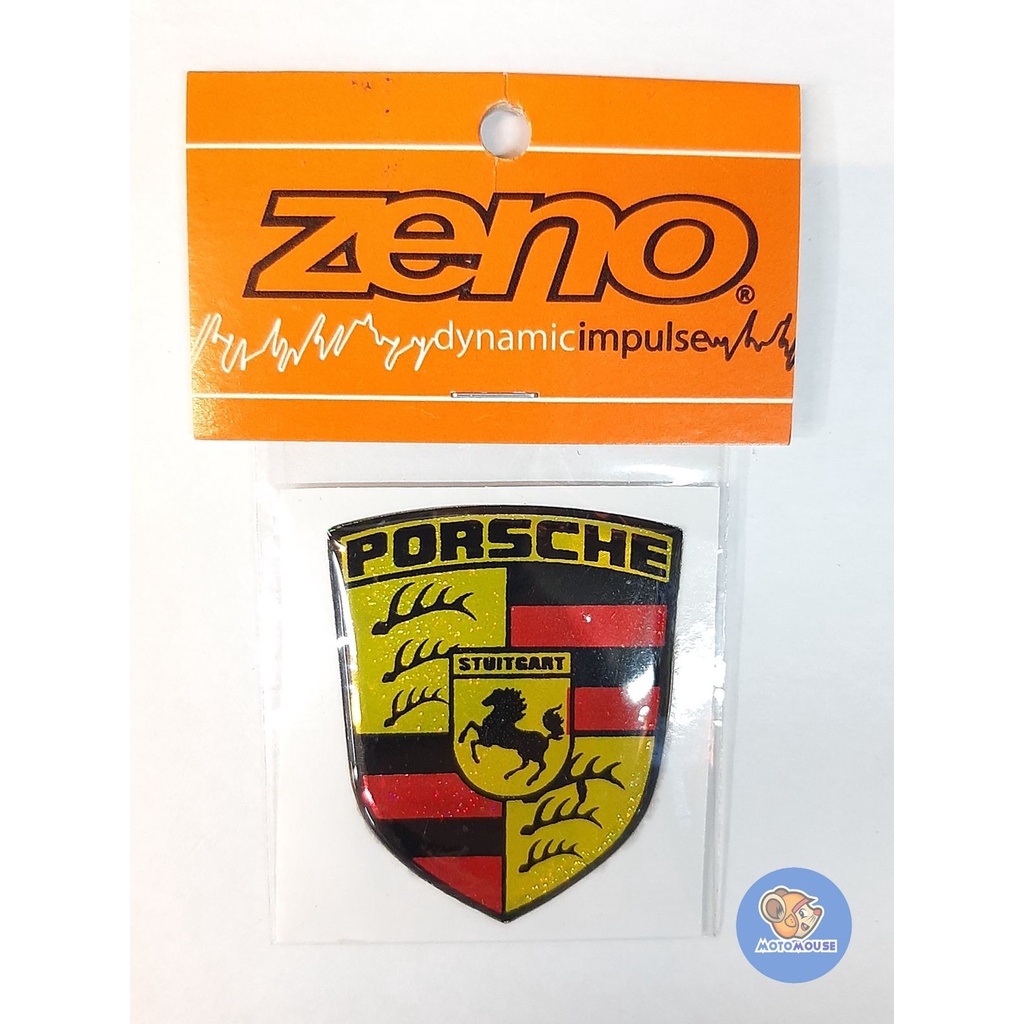 zeno®
dynamicimpulse
PORSCHE
STUITGART
MOTOMOUSE